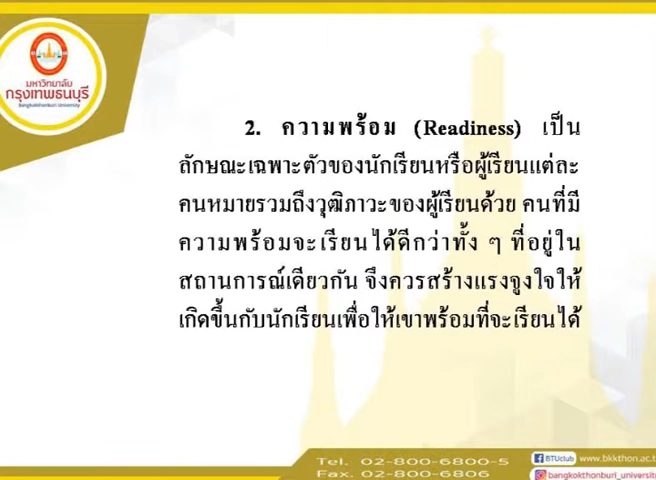 มหาวิทยาลัย
กรุงเทพธนบุรี
Bangkokthonburi University
2. ความพร้อม (Readiness) เป็น
ลักษณะเฉพาะตัวของนักเรียนหรือผู้เรียนแต่ละ
คนหมายรวมถึงวุฒิภาวะของผู้เรียนด้วย คนที่มี
ความพร้อมจะเรียนได้ดีกว่าทั้ง ๆ ที่อยู่ใน
สถานการณ์เดียวกัน จึงควรสร้างแรงจูงใจให้
เกิดขึ้นกับนักเรียนเพื่อให้เขาพร้อมที่จะเรียนได้
Tel. 02-800-6800-5
Fax. 02-800-6806
BTUclub www.bkkthon.ac.t
bangkokthonburi_university